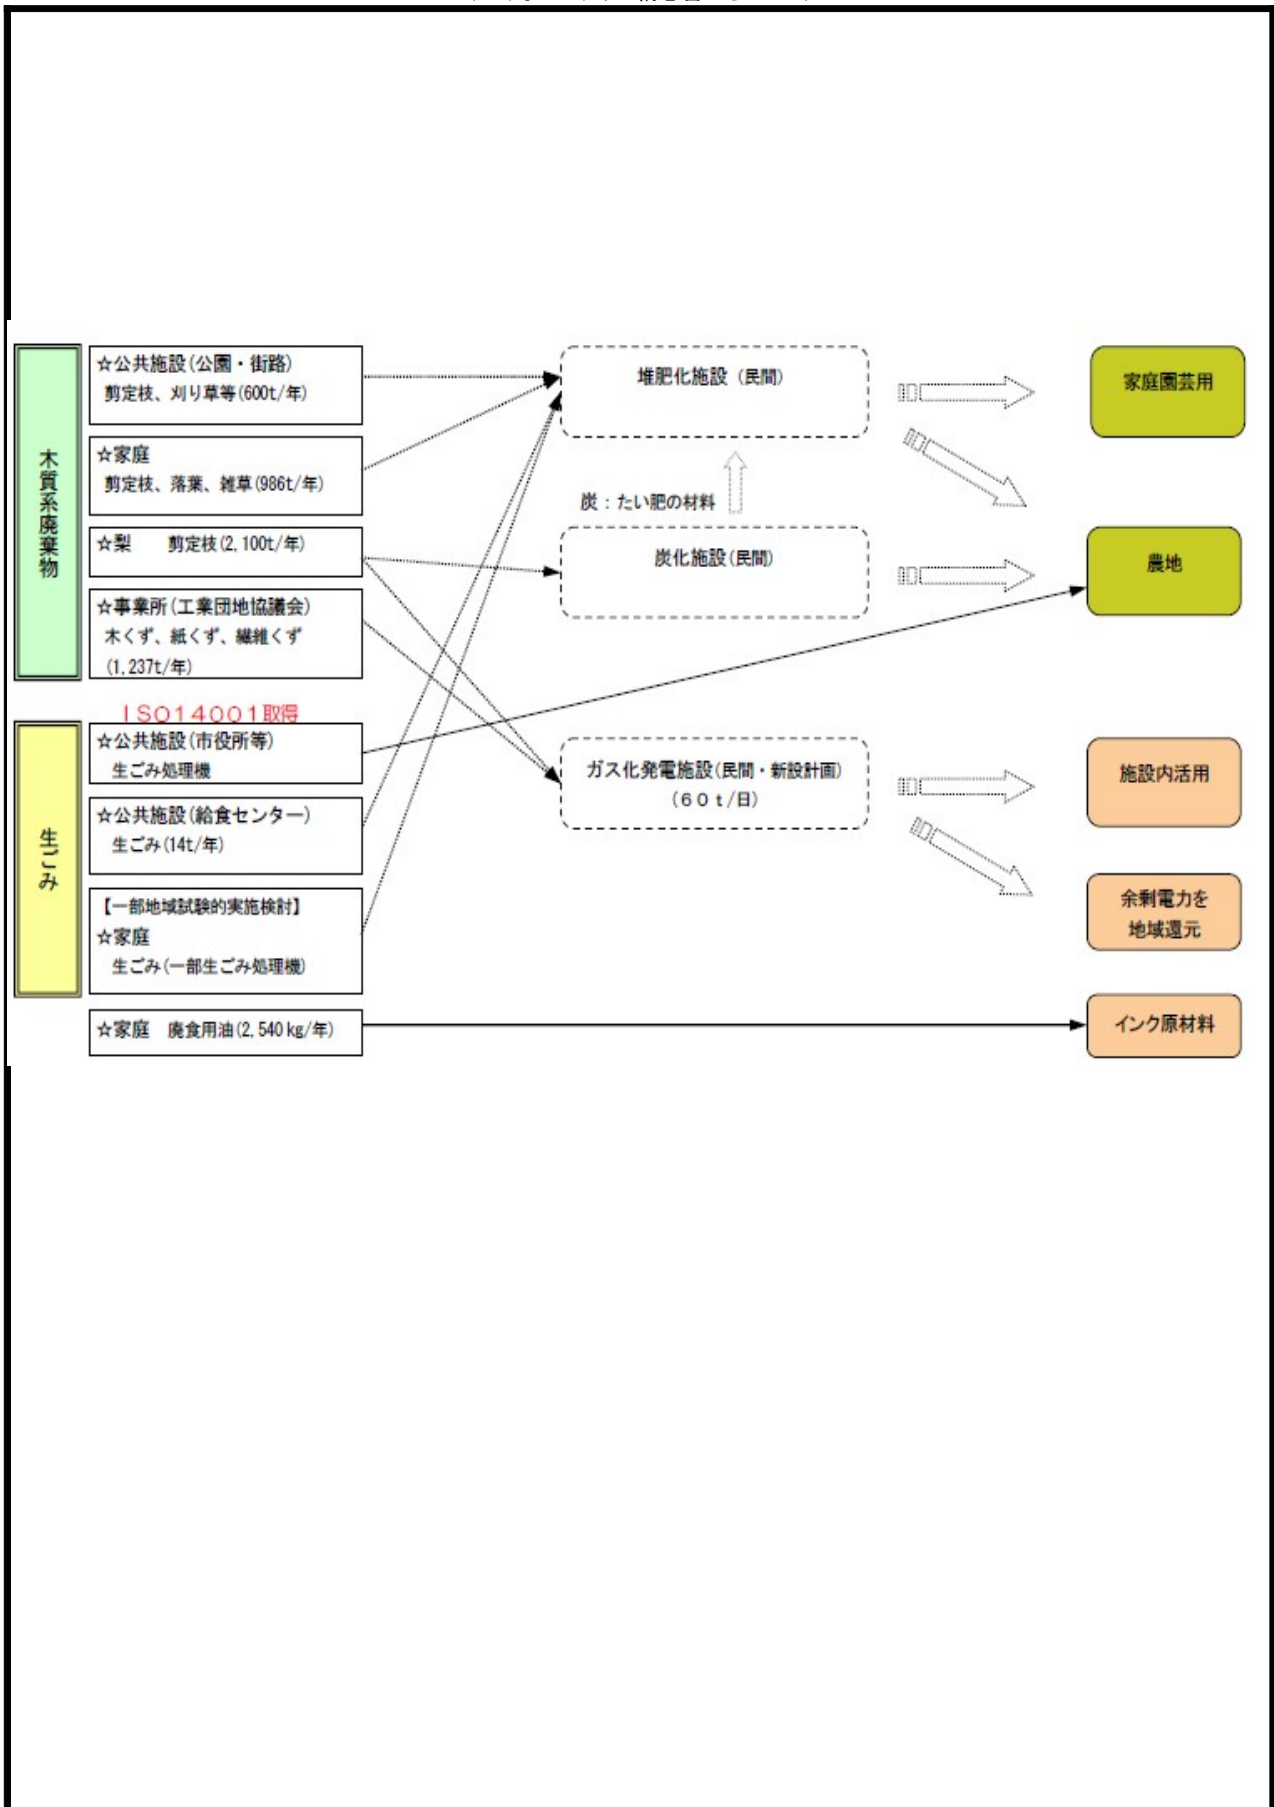 木質系廃棄物
☆公共施設(公園・街路)
剪定枝、刈り草等(600t/年)
☆家庭
剪定枝、落葉、雑草(986t/年)
☆梨　　剪定枝(2,100t/年)
☆事業所(工業団地協議会)
木くず、紙くず、繊維くず
(1,237t/年)
ISO14001取得
生ごみ
☆公共施設(市役所等)
生ごみ処理機
☆公共施設(給食センター)
生ごみ(14t/年)
【一部地域試験的実施検討】
☆家庭
生ごみ(一部生ごみ処理機)
☆家庭　廃食用油(2,540kg/年)
堆肥化施設(民間)
炭：たい肥の材料
炭化施設(民間)
ガス化発電施設(民間・新設計画)
(60t/日)
家庭園芸用
農地
施設内活用
余剰電力を
地域還元
インク原材料